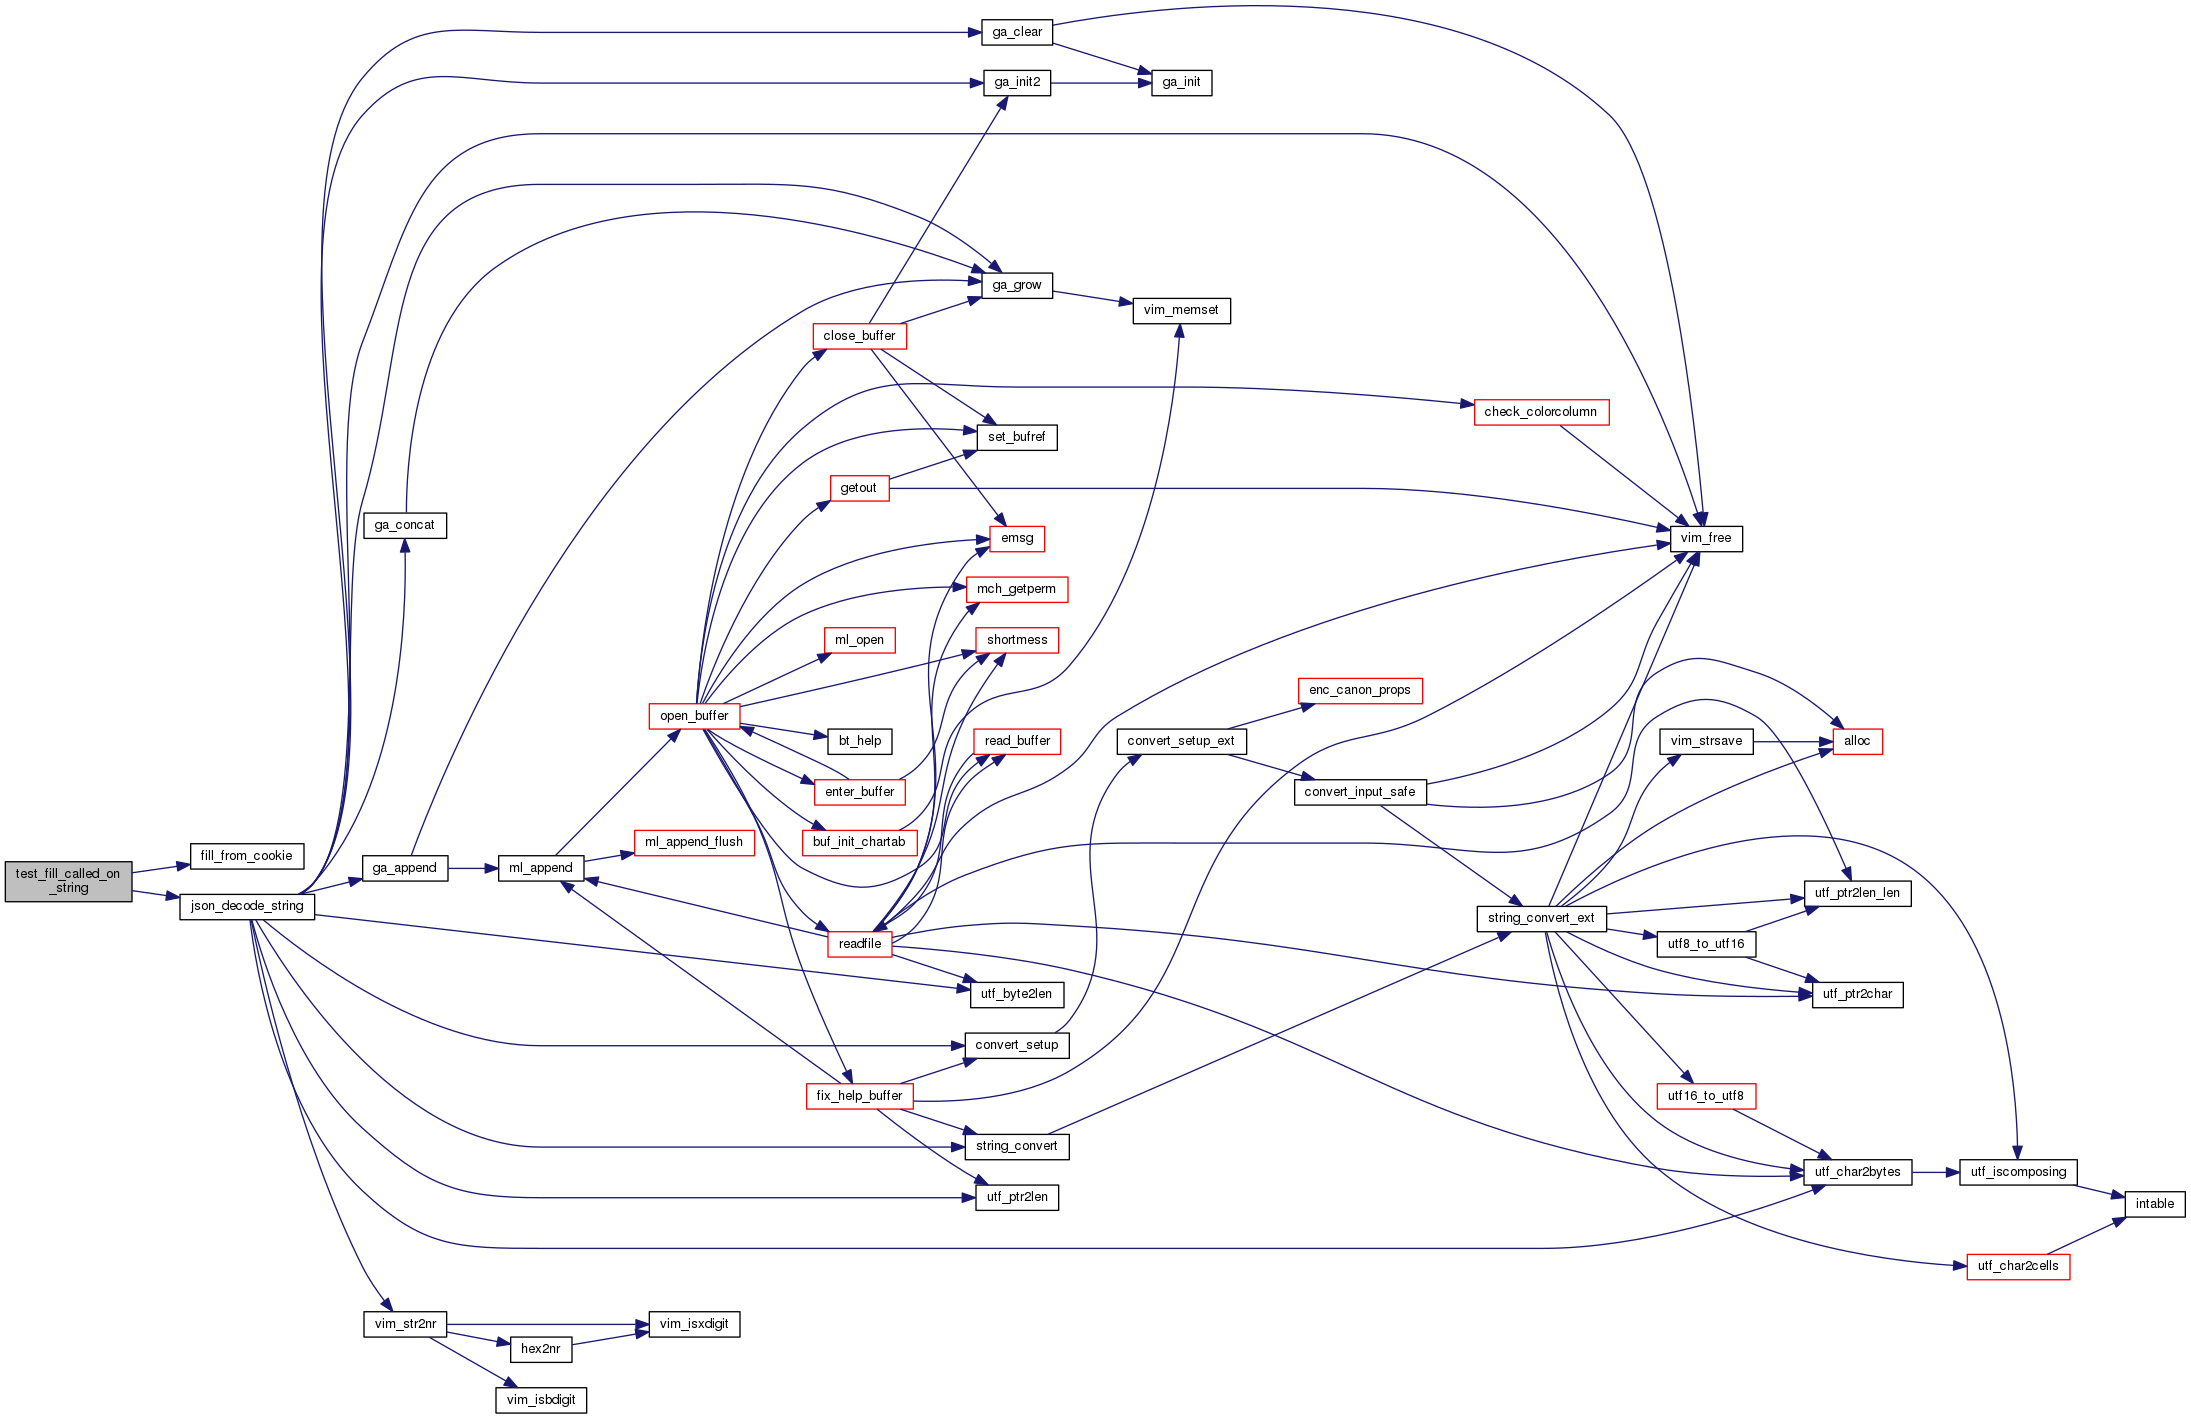 test_fill_called_on
_string
fill_from_cookie
json_decode_string
ga_concat
ga_append
vim_str2nr
ml_append
hex2nr
vim_isbdigit
open_buffer
ml_append_flush
vim_isxdigit
close_buffer
getout
ml_open
bt_help
enter_buffer
buf_init_chartab
readfile
fix_help_buffer
ga_clear
ga_init2
ga_grow
set_bufref
emsg
mch_getperm
shortmess
read_buffer
utf_byte2len
convert_setup
string_convert
utf_ptr2len
ga_init
vim_memset
convert_setup_ext
enc_canon_props
convert_input_safe
check_colorcolumn
string_convert_ext
vim_free
vim_strsave
utf8_to_utf16
utf16_to_utf8
alloc
utf_ptr2len_len
utf_ptr2char
utf_char2bytes
utf_iscomposing
utf_char2cells
intable